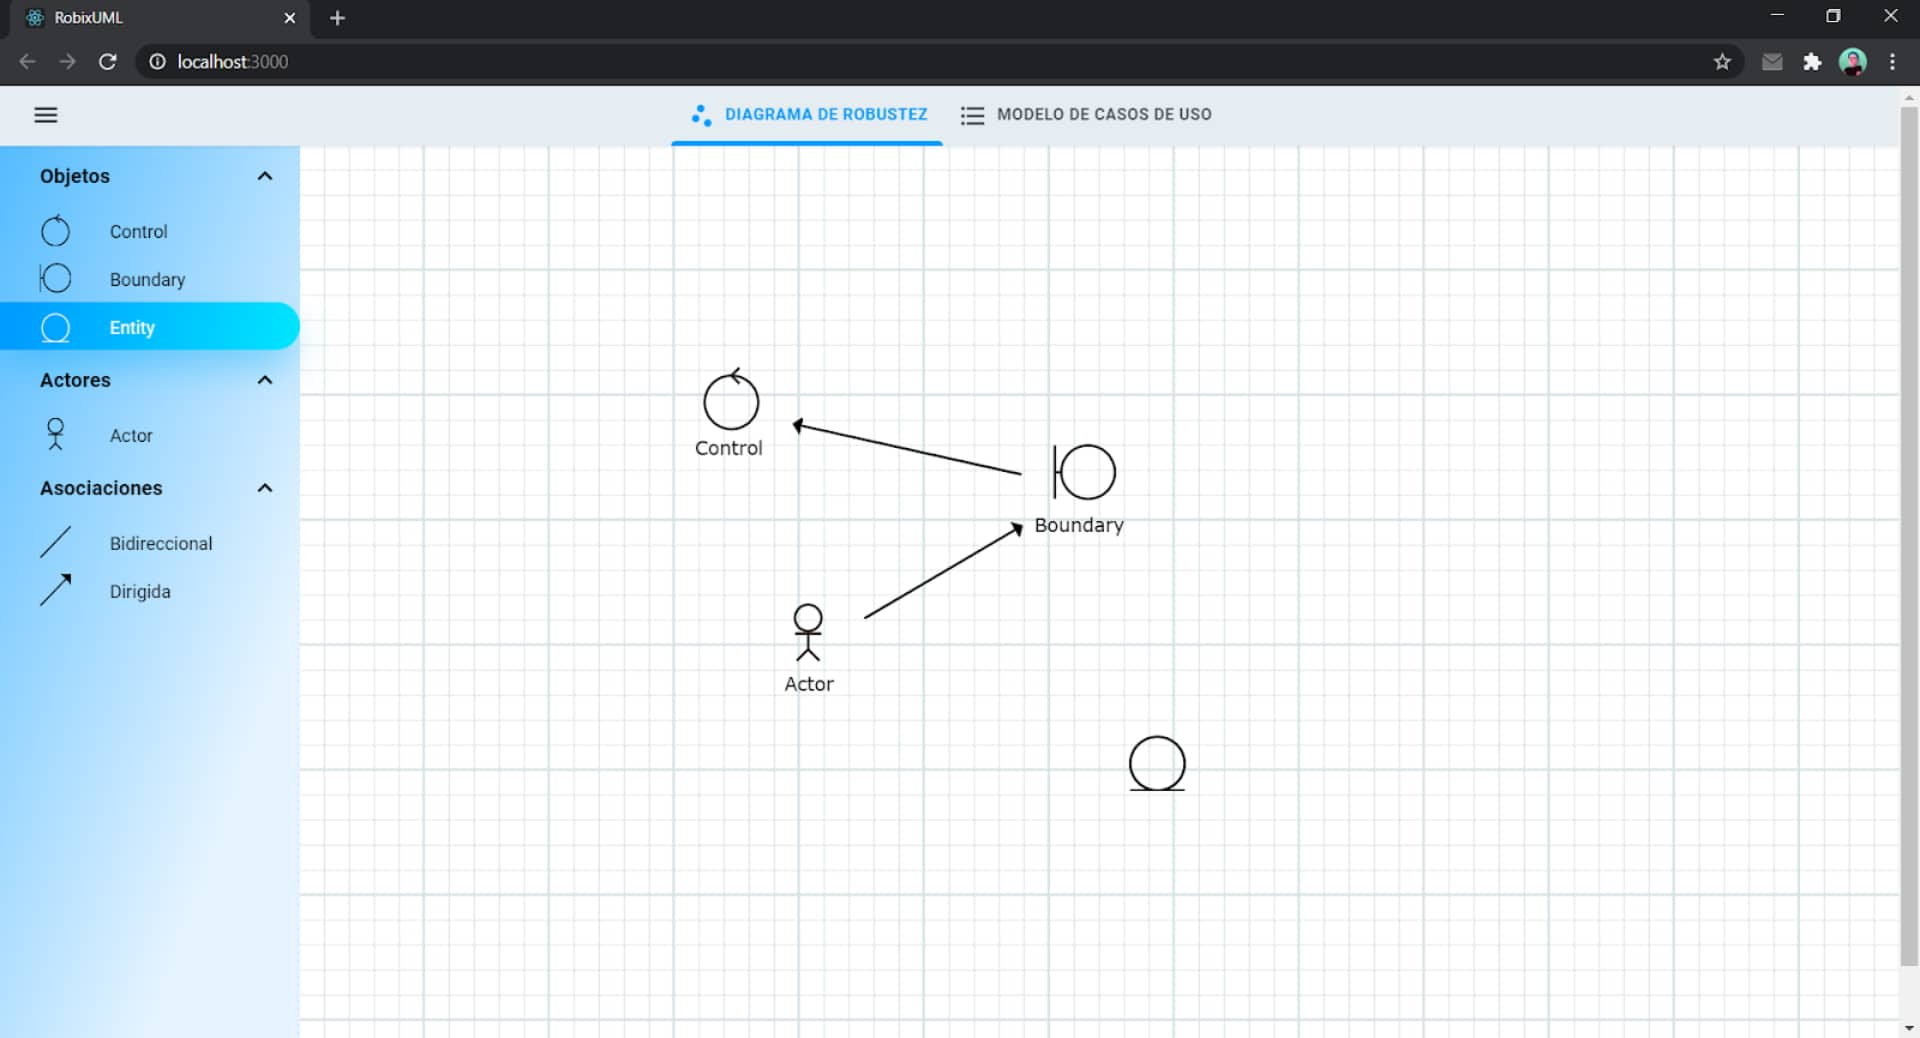 RobixUML
localhost:3000
DIAGRAMA DE ROBUSTEZ
MODELO DE CASOS DE USO
Objetos
Control
Boundary
Entity
Actores
Actor
Asociaciones
Bidireccional
Dirigida
Control
Boundary
Actor